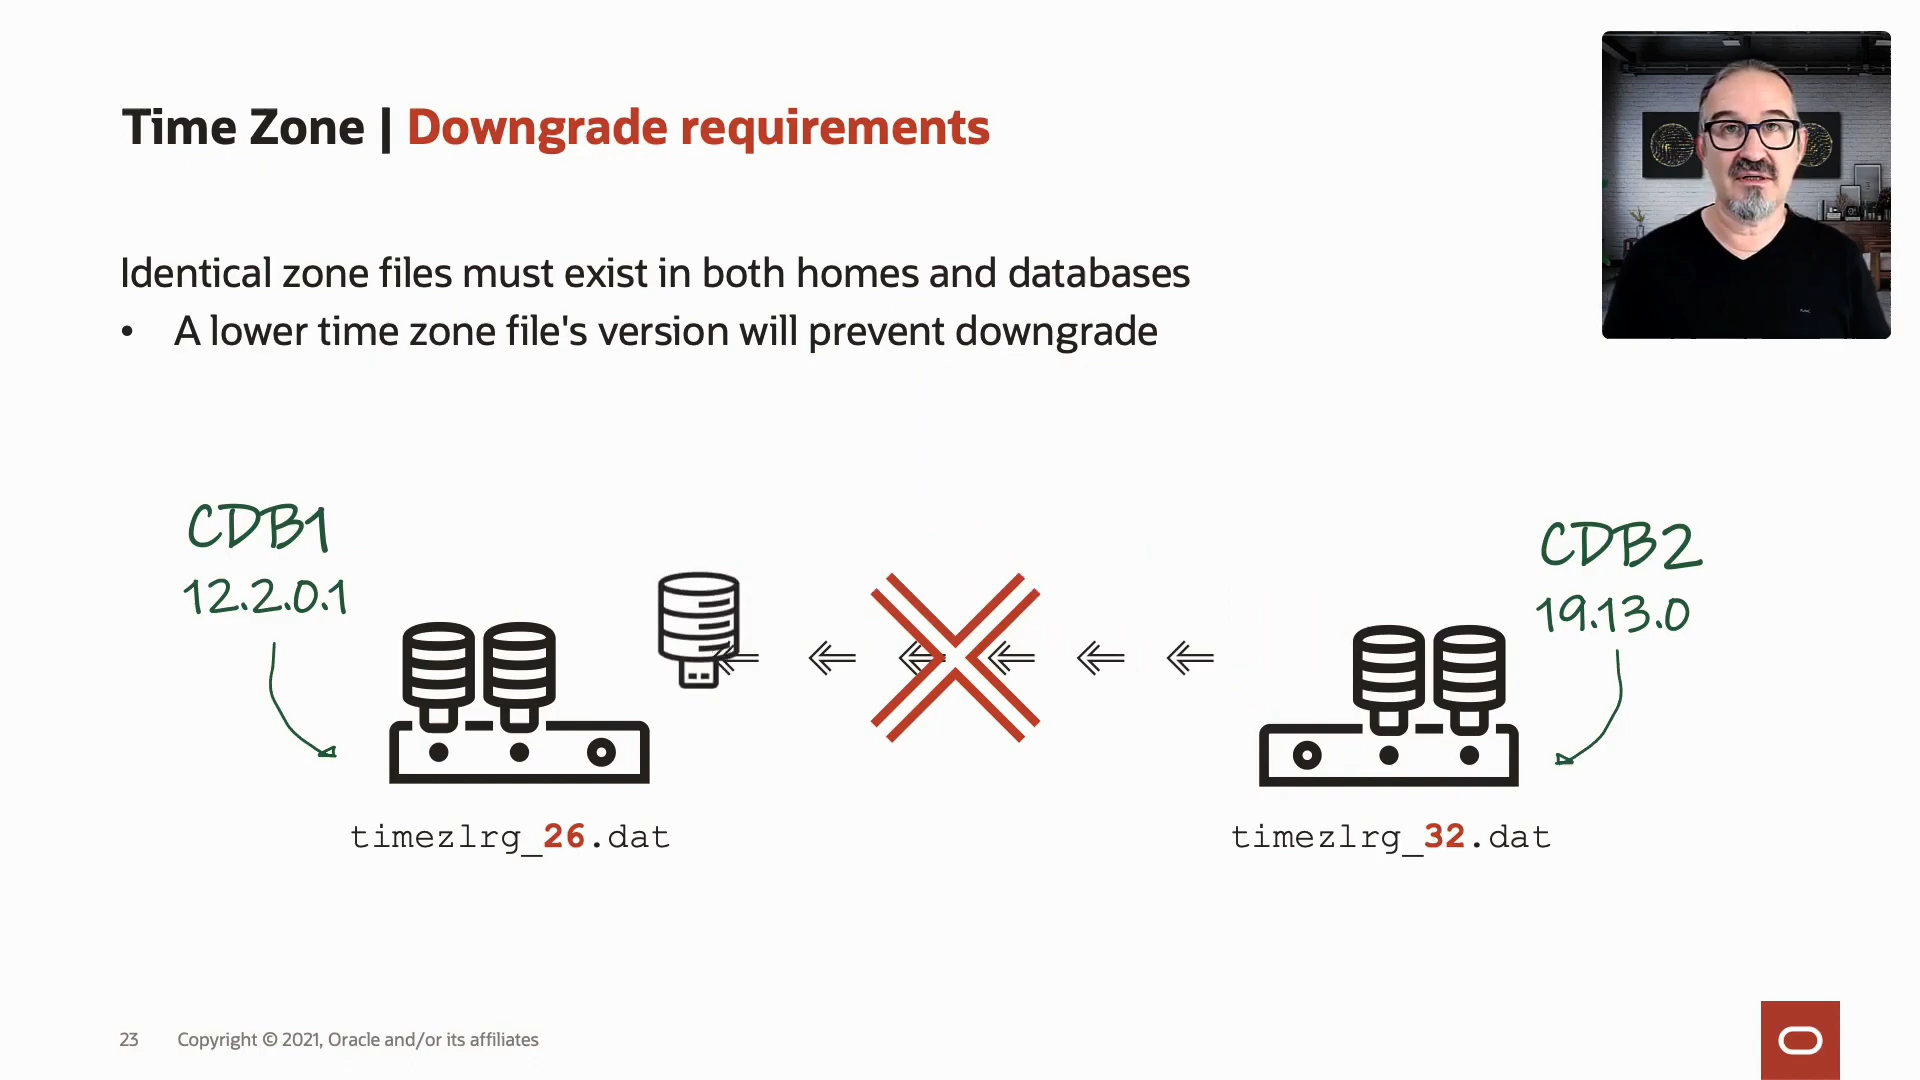 Time Zone | Downgrade requirements
Identical zone files must exist in both homes and databases
• A lower time zone file's version will prevent downgrade
CDB1
12.2.0.1
CDB2
19.13.0
timezlrg_26.dat
timezlrg_32.dat
23 Copyright © 2021, Oracle and/or its affiliates